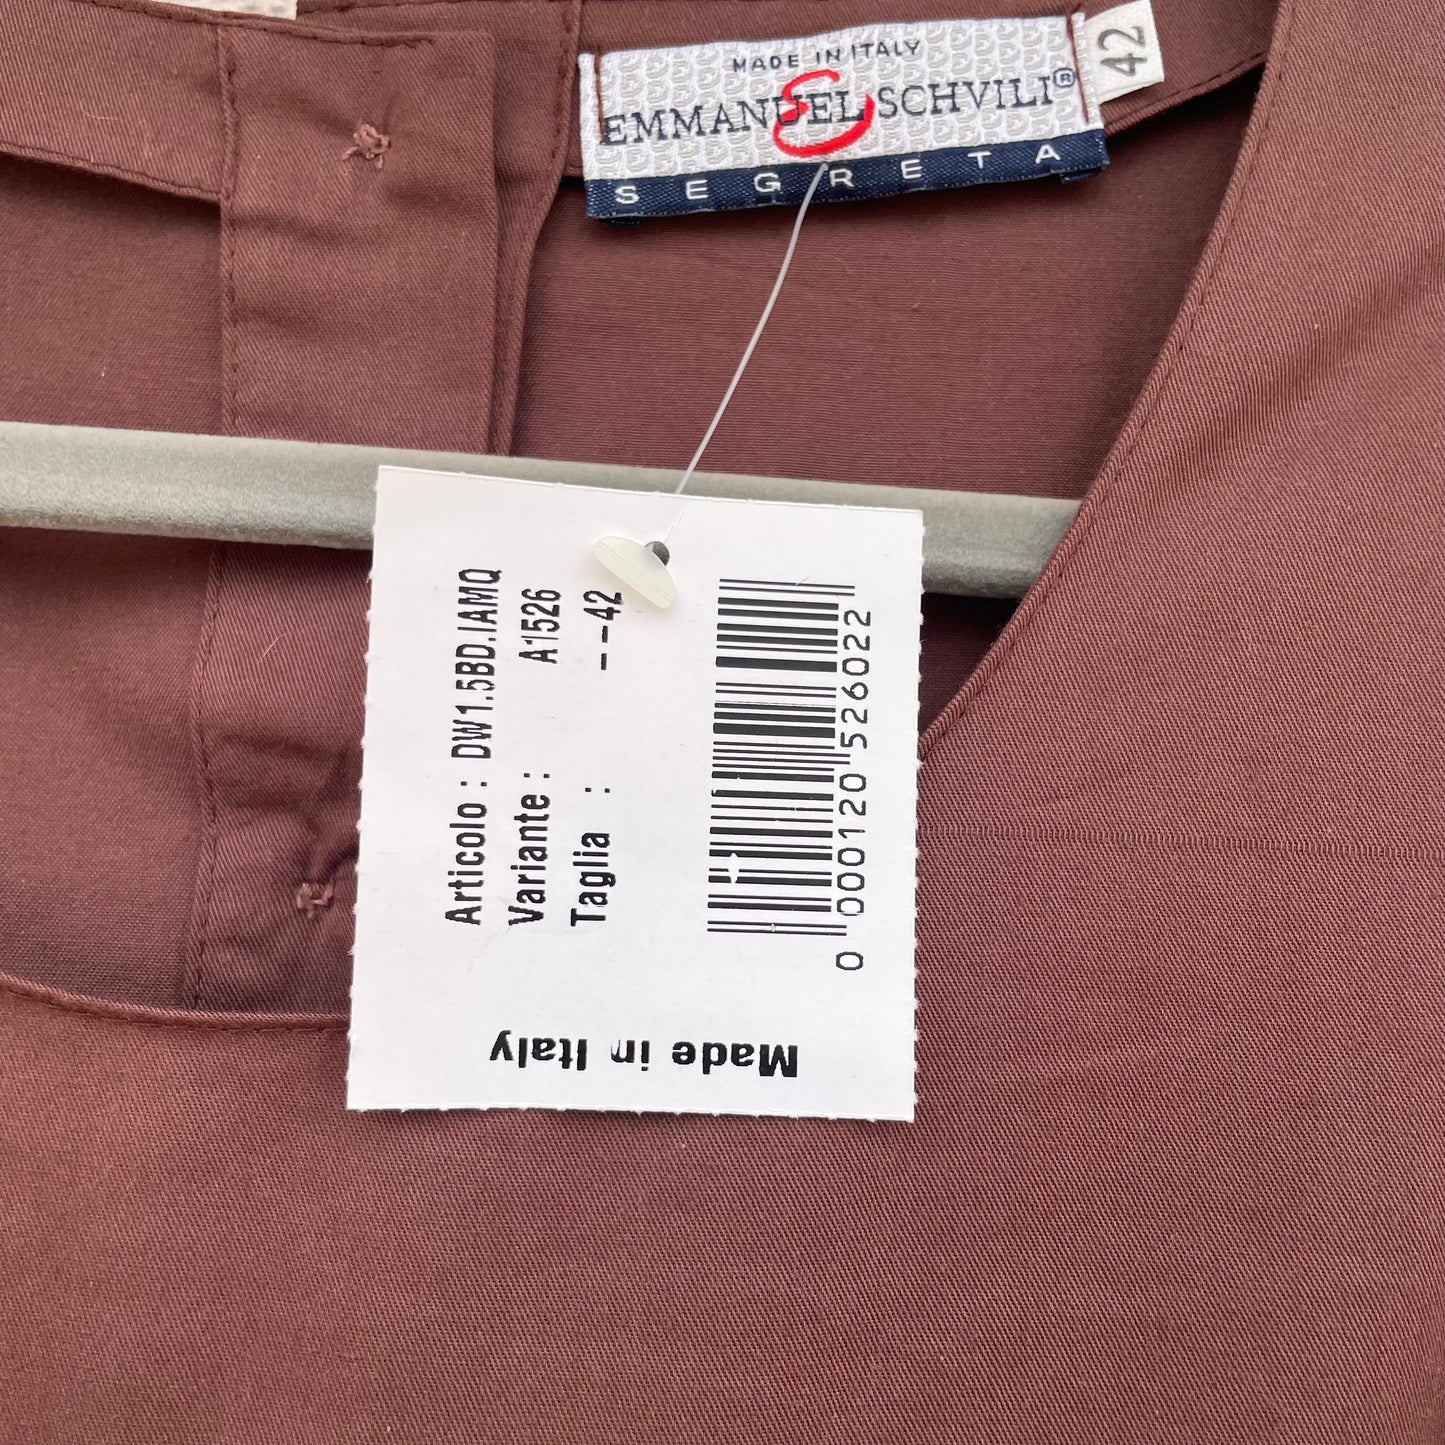 MADE IN ITALY
EMMANUEL SCHVILI®
SEGRETA
42
Articolo : DW1.5BD.IAMQ
Variante : A1526
Taglia : --42
0 000120 526022
Made in Italy